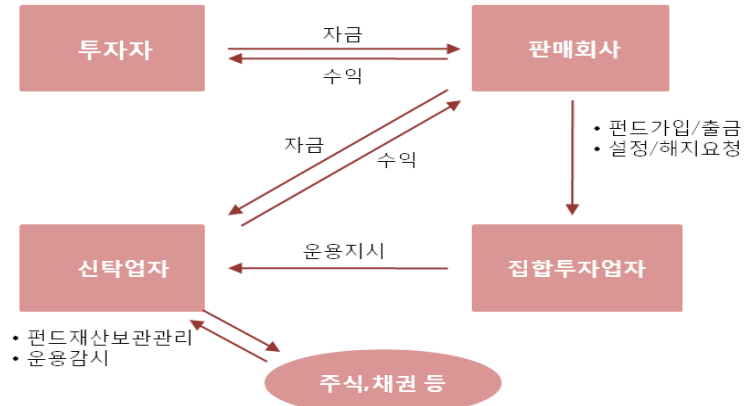 투자자
자금
수익
판매회사
• 펀드가입/출금
• 설정/해지요청
자금
수익
신탁업자
운용지시
집합투자업자
• 펀드재산보관관리
• 운용감시
주식,채권 등